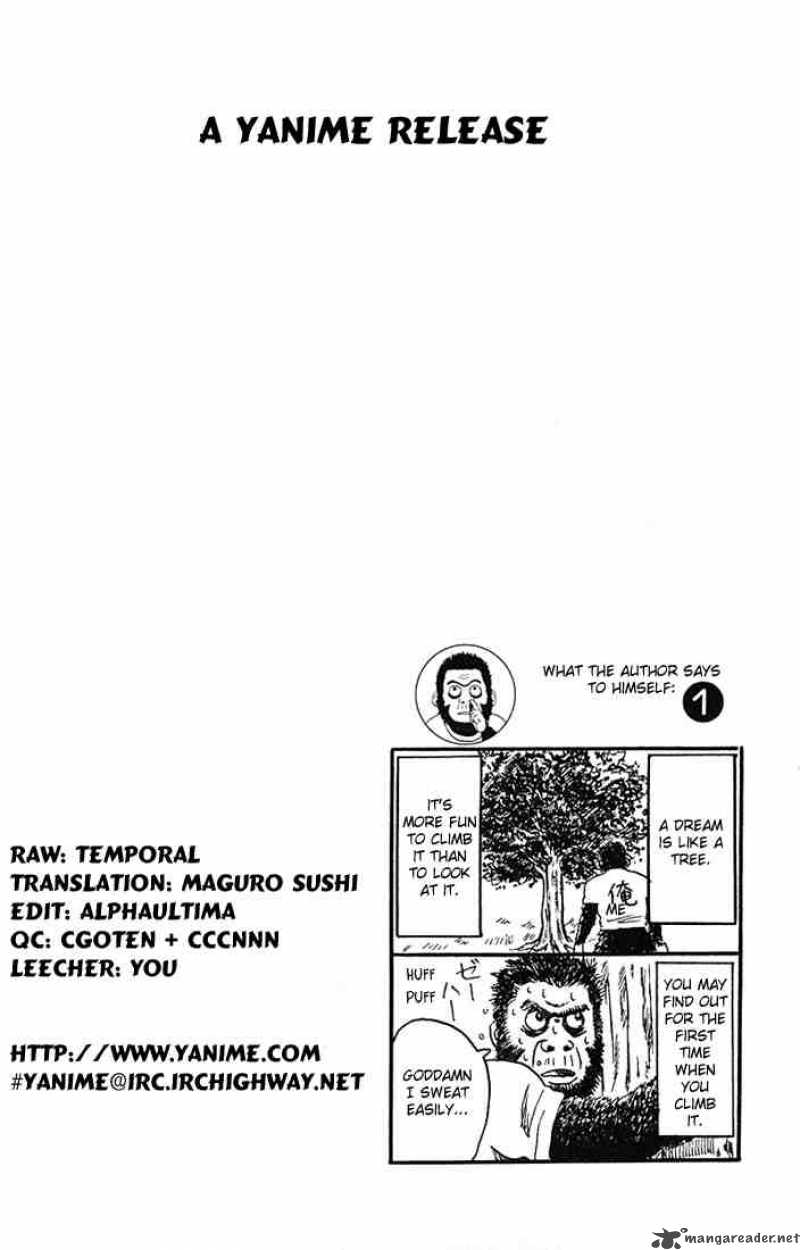 A YANIME RELEASE
WHAT THE AUTHOR SAYS
TO HIMSELF:
1
A DREAM
IS LIKE A
TREE.
俺
ME
IT'S
MORE FUN
TO CLIMB
IT THAN
TO LOOK
AT IT.
YOU MAY
FIND OUT
FOR THE
FIRST
TIME
WHEN
YOU
CLIMB
IT.
HUFF
PUFF
ゼーハー
GODDAMN
I SWEAT
EASILY...
RAW: TEMPORAL
TRANSLATION: MAGURO SUSHI
EDIT: ALPHAULTIMA
QC: CGOTEN + CCCNNN
LEECHER: YOU
HTTP://WWW.YANIME.COM
#YANIME@IRC.IRCHIGHWAY.NET
mangareader.net